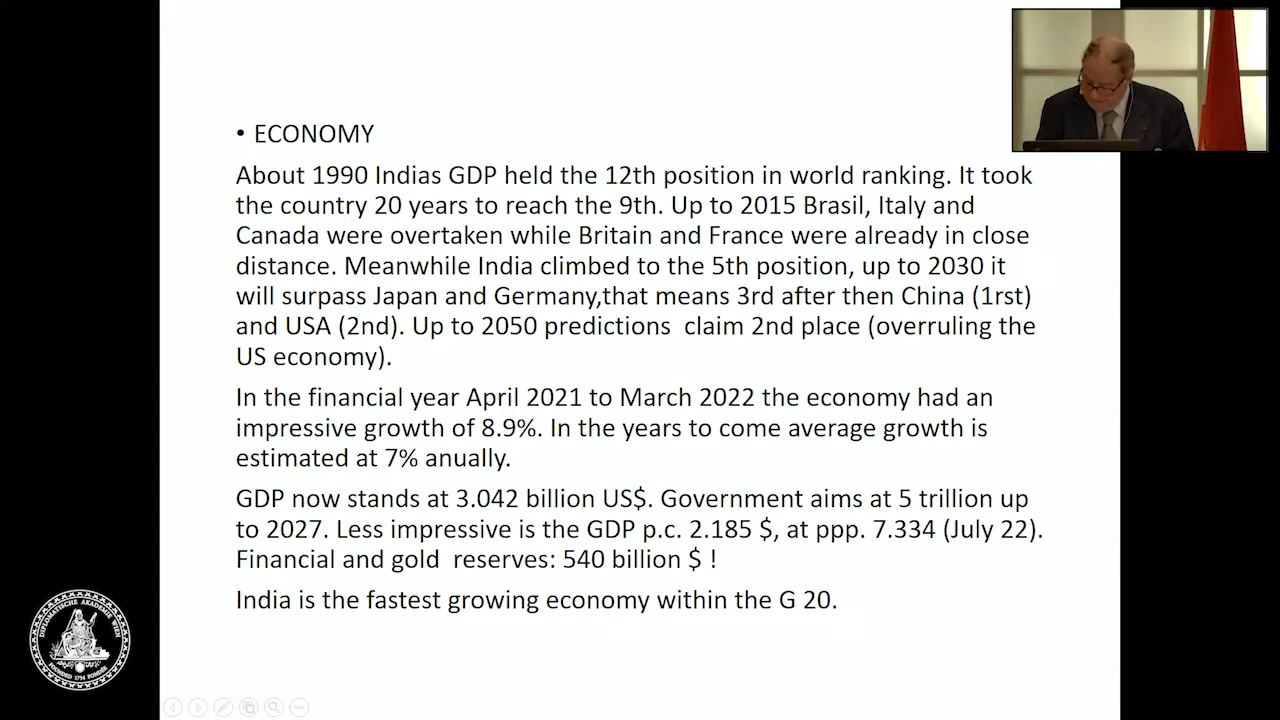 • ECONOMY
About 1990 Indias GDP held the 12th position in world ranking. It took
the country 20 years to reach the 9th. Up to 2015 Brasil, Italy and
Canada were overtaken while Britain and France were already in close
distance. Meanwhile India climbed to the 5th position, up to 2030 it
will surpass Japan and Germany,that means 3rd after then China (1rst)
and USA (2nd). Up to 2050 predictions  claim 2nd place (overruling the
US economy).
In the financial year April 2021 to March 2022 the economy had an
impressive growth of 8.9%. In the years to come average growth is
estimated at 7% anually.
GDP now stands at 3.042 billion US$. Government aims at 5 trillion up
to 2027. Less impressive is the GDP p.c. 2.185 $, at ppp. 7.334 (July 22).
Financial and gold  reserves: 540 billion $ !
India is the fastest growing economy within the G 20.
DIPLOMATISCHE AKADEMIE WIEN
FOUNDED 1754 FONDÉE